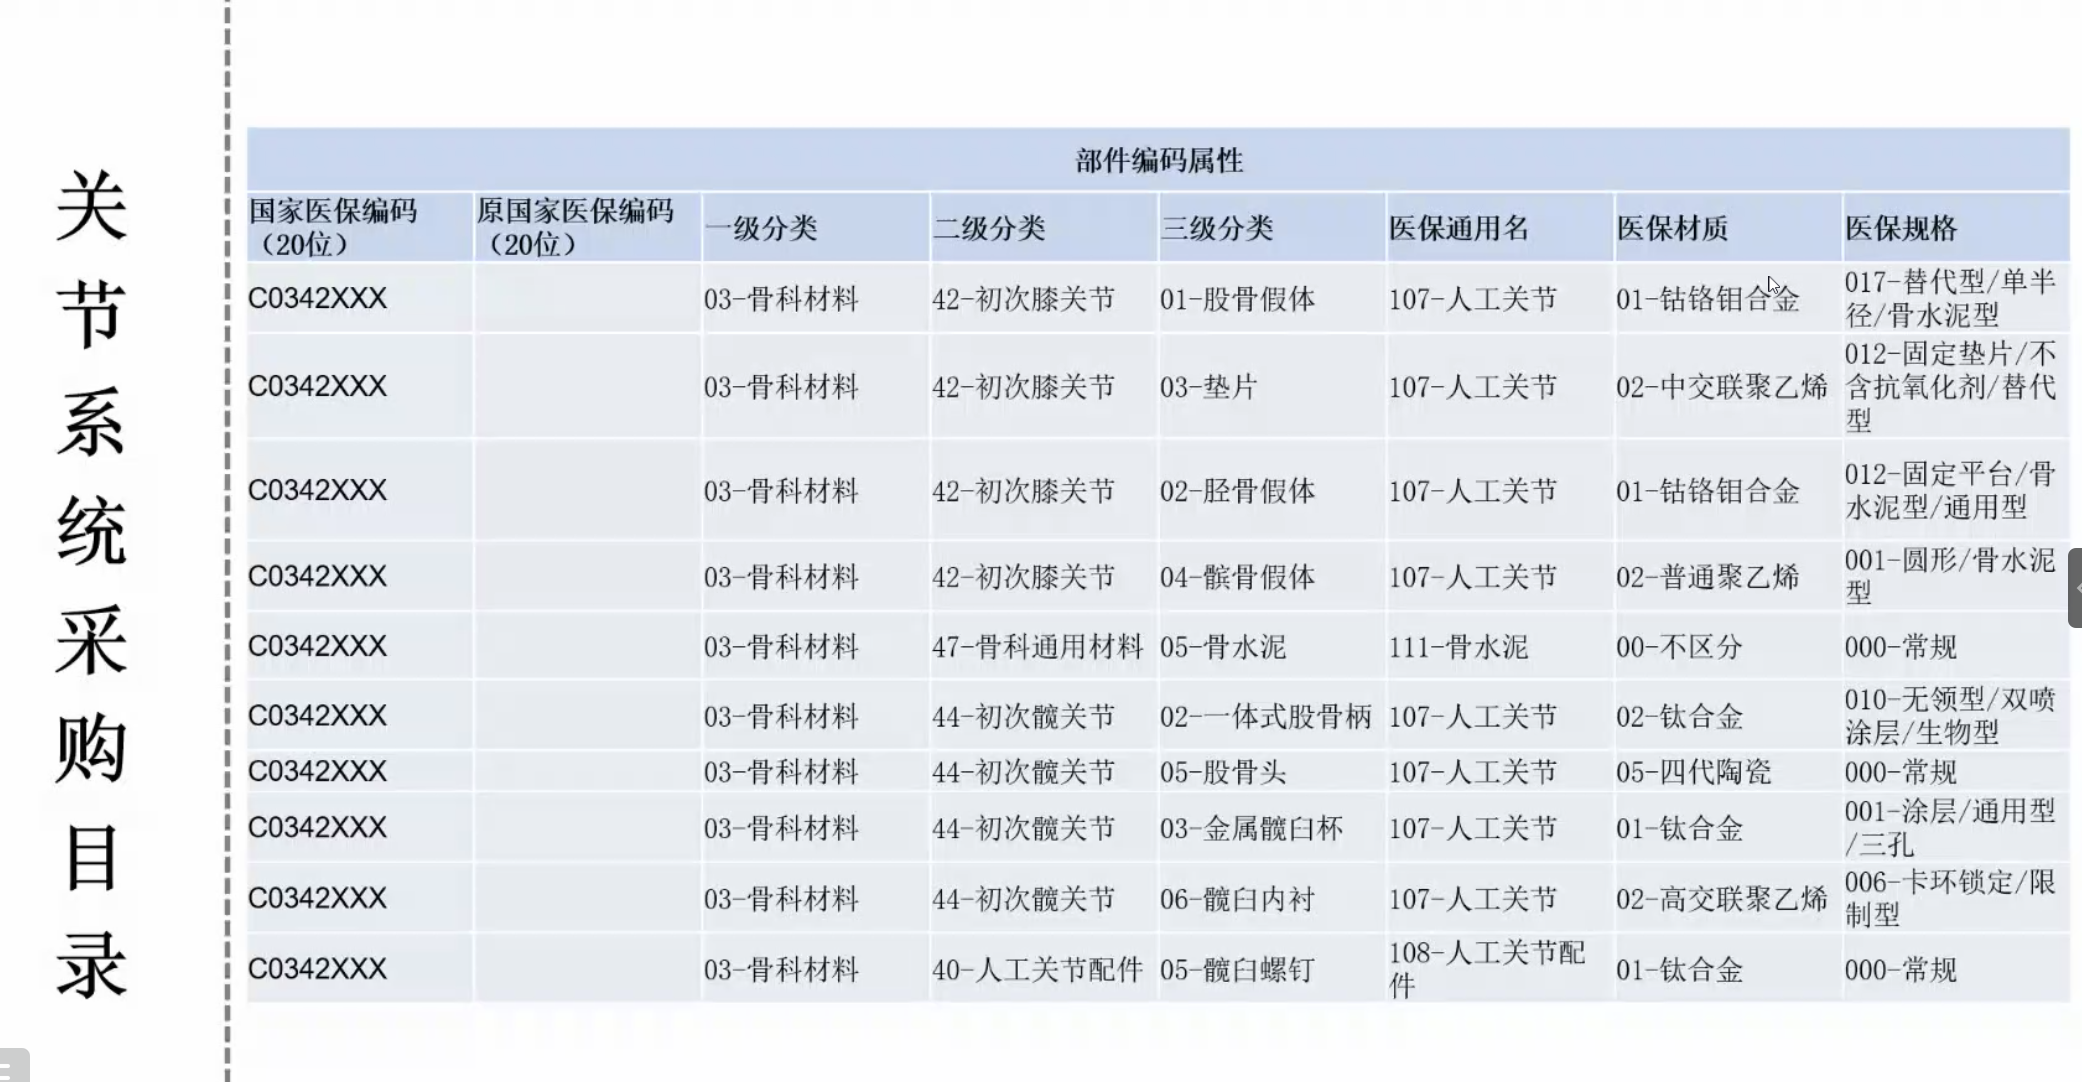 关节系统采购目录
部件编码属性
国家医保编码（20位） 原国家医保编码（20位） 一级分类 二级分类 三级分类 医保通用名 医保材质 医保规格
C0342XXX 03-骨科材料 42-初次膝关节 01-股骨假体 107-人工关节 01-钴铬钼合金 017-替代型/单半径/骨水泥型
C0342XXX 03-骨科材料 42-初次膝关节 03-垫片 107-人工关节 02-中交联聚乙烯 012-固定垫片/不含抗氧化剂/替代型
C0342XXX 03-骨科材料 42-初次膝关节 02-胫骨假体 107-人工关节 01-钴铬钼合金 012-固定平台/骨水泥型/通用型
C0342XXX 03-骨科材料 42-初次膝关节 04-髌骨假体 107-人工关节 02-普通聚乙烯 001-圆形/骨水泥型
C0342XXX 03-骨科材料 47-骨科通用材料 05-骨水泥 111-骨水泥 00-不区分 000-常规
C0342XXX 03-骨科材料 44-初次髋关节 02-一体式股骨柄 107-人工关节 02-钛合金 010-无领型/双喷涂层/生物型
C0342XXX 03-骨科材料 44-初次髋关节 05-股骨头 107-人工关节 05-四代陶瓷 000-常规
C0342XXX 03-骨科材料 44-初次髋关节 03-金属髋臼杯 107-人工关节 01-钛合金 001-涂层/通用型/三孔
C0342XXX 03-骨科材料 44-初次髋关节 06-髋臼内衬 107-人工关节 02-高交联聚乙烯 006-卡环锁定/限制型
C0342XXX 03-骨科材料 40-人工关节配件 05-髋臼螺钉 108-人工关节配件 01-钛合金 000-常规